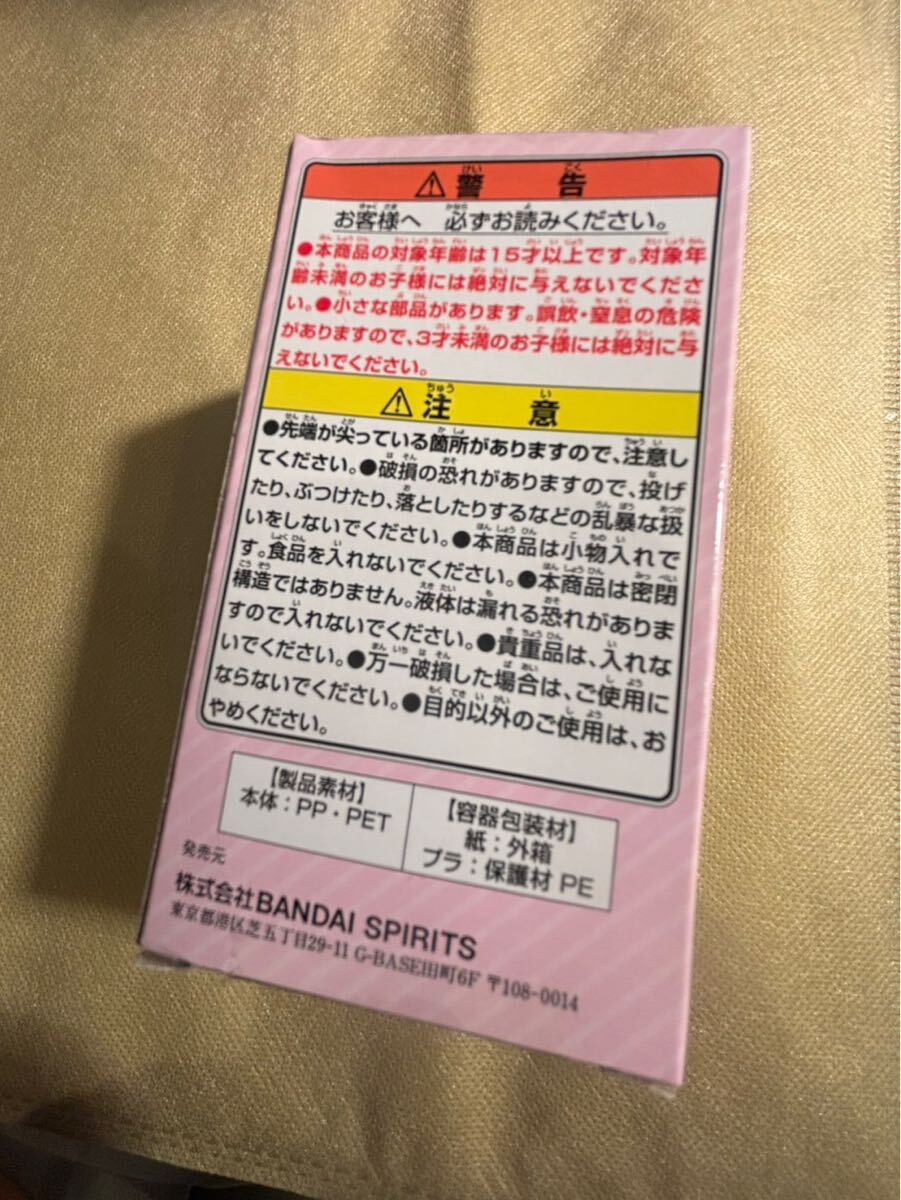 ⚠警告
お客様へ 必ずお読みください。
●本商品の対象年齢は15才以上です。対象年
齢未満のお子様には絶対に与えないでくださ
い。●小さな部品があります。誤飲・窒息の危険
がありますので、3才未満のお子様には絶対に与
えないでください。
⚠注意
●先端が尖っている箇所がありますので、注意し
てください。●破損の恐れがありますので、投げ
たり、ぶつけたり、落としたりするなどの乱暴な扱
いをしないでください。●本商品は小物入れで
す。食品を入れないでください。●本商品は密閉
構造ではありません。液体は漏れる恐れがありま
すので入れないでください。●貴重品は、入れな
いでください。●万一破損した場合は、ご使用に
ならないでください。●目的以外のご使用は、お
やめください。
【製品素材】
本体：PP・PET
【容器包装材】
紙：外箱
プラ：保護材 PE
発売元
株式会社BANDAI SPIRITS
東京都港区芝五丁目29-11 G-BASE田町6F 〒108-0014